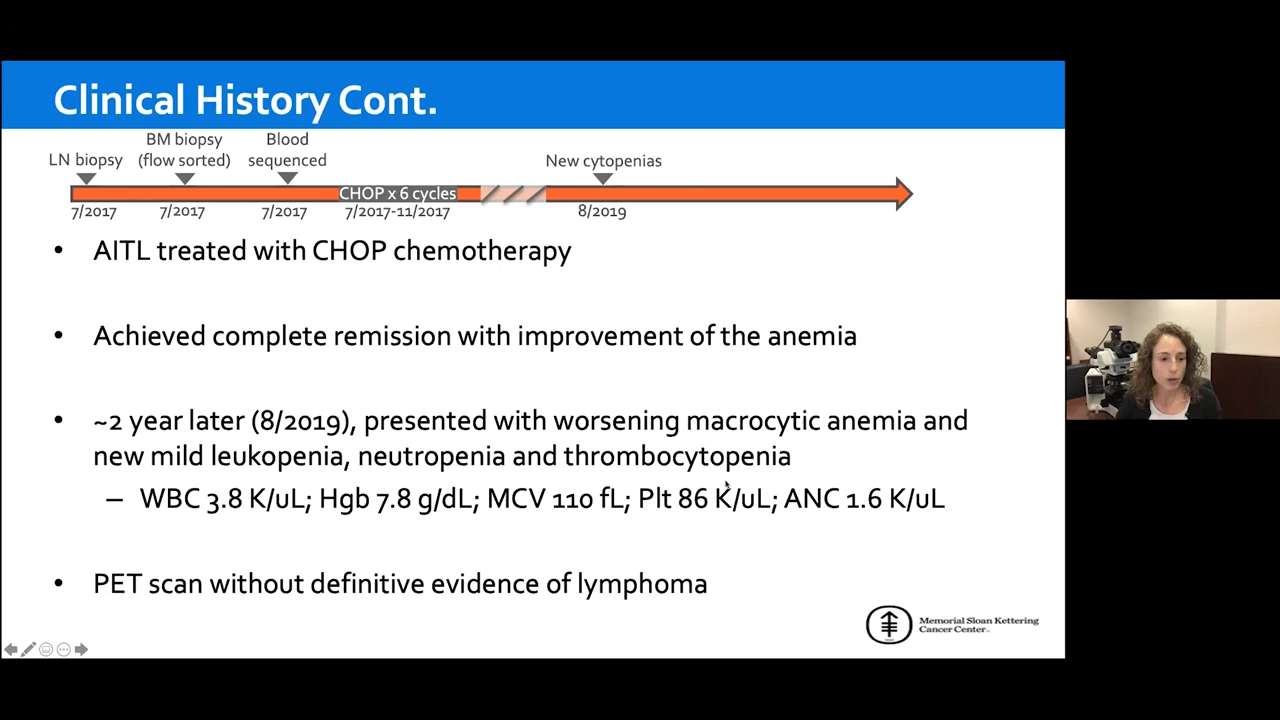 Clinical History Cont.
LN biopsy
BM biopsy
(flow sorted)
Blood
sequenced
New cytopenias
CHOP x 6 cycles
7/2017
7/2017
7/2017
7/2017-11/2017
8/2019
• AITL treated with CHOP chemotherapy
• Achieved complete remission with improvement of the anemia
• ~2 year later (8/2019), presented with worsening macrocytic anemia and
new mild leukopenia, neutropenia and thrombocytopenia
– WBC 3.8 K/uL; Hgb 7.8 g/dL; MCV 110 fL; Plt 86 K/uL; ANC 1.6 K/uL
• PET scan without definitive evidence of lymphoma
Memorial Sloan Kettering
Cancer Center